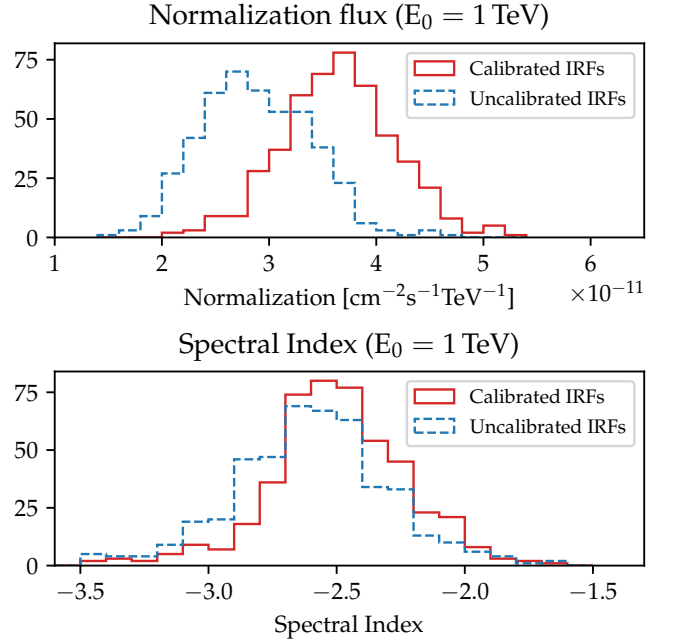 Normalization flux (E₀ = 1 TeV)
75
50
25
0
Calibrated IRFs
Uncalibrated IRFs
1 2 3 4 5 6
Normalization [cm⁻²s⁻¹TeV⁻¹] ×10⁻¹¹
Spectral Index (E₀ = 1 TeV)
75
50
25
0
Calibrated IRFs
Uncalibrated IRFs
−3.5 −3.0 −2.5 −2.0 −1.5
Spectral Index